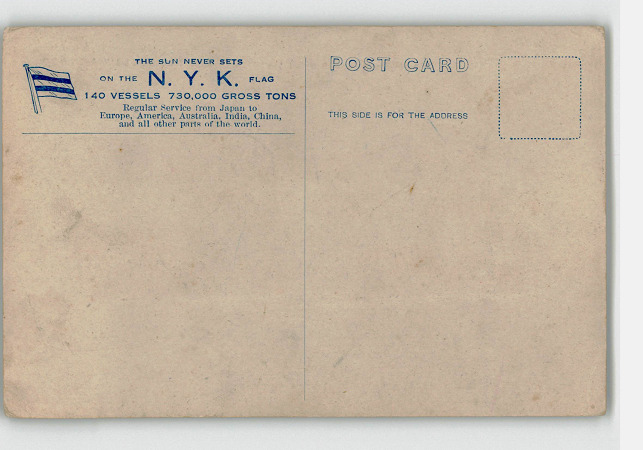 THE SUN NEVER SETS
ON THE N. Y. K. FLAG
140 VESSELS 730,000 GROSS TONS
Regular Service from Japan to
Europe, America, Australia, India, China,
and all other parts of the world.
POST CARD
THIS SIDE IS FOR THE ADDRESS